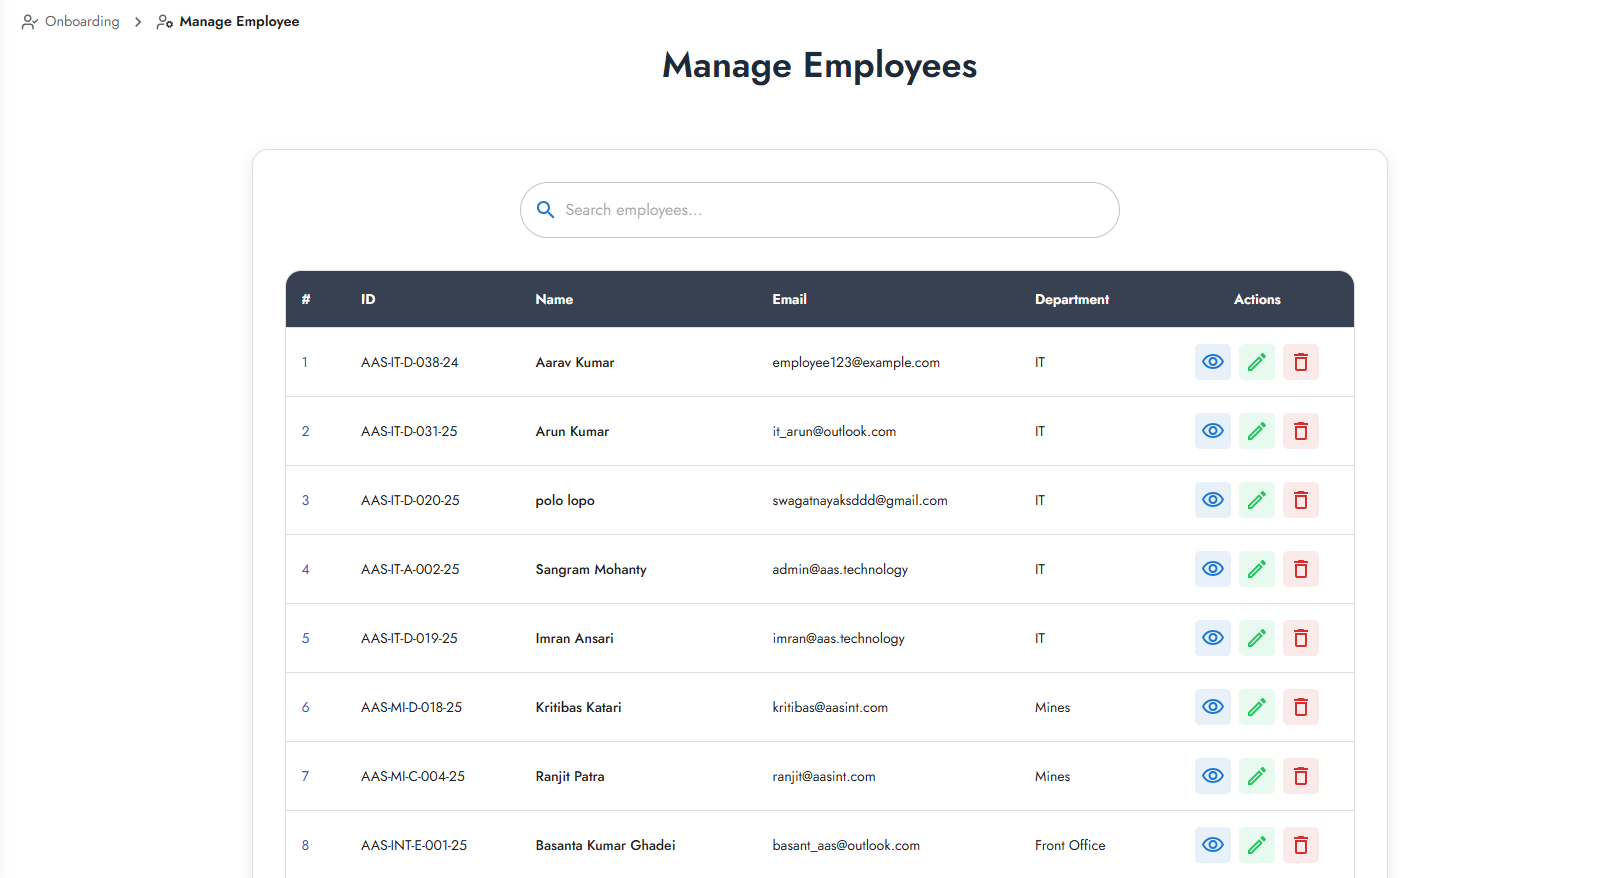 Onboarding > Manage Employee
Manage Employees
Search employees...
# ID Name Email Department Actions
1 AAS-IT-D-038-24 Aarav Kumar employee123@example.com IT
2 AAS-IT-D-031-25 Arun Kumar it_arun@outlook.com IT
3 AAS-IT-D-020-25 polo lopo swagatnayaksddd@gmail.com IT
4 AAS-IT-A-002-25 Sangram Mohanty admin@aas.technology IT
5 AAS-IT-D-019-25 Imran Ansari imran@aas.technology IT
6 AAS-MI-D-018-25 Kritibas Katari kritibas@aasint.com Mines
7 AAS-MI-C-004-25 Ranjit Patra ranjit@aasint.com Mines
8 AAS-INT-E-001-25 Basanta Kumar Ghadei basant_aas@outlook.com Front Office